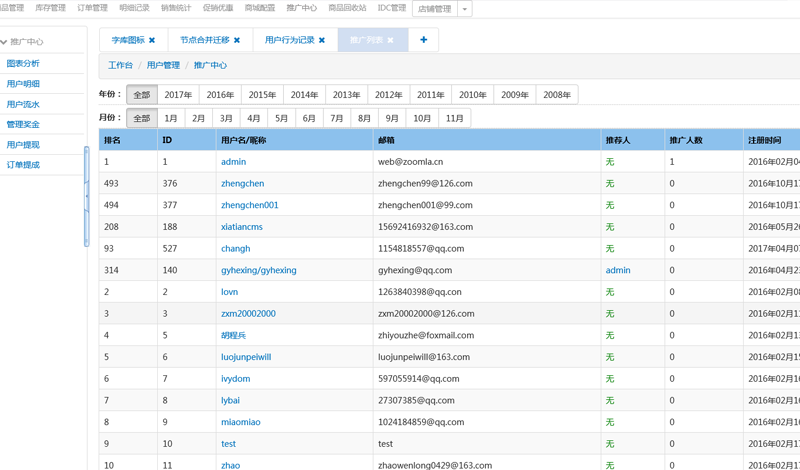 品管理 库存管理 订单管理 明细记录 销售统计 促销优惠 商城配置 推广中心 商品回收站 IDC管理 店铺管理
推广中心
图表分析
用户明细
用户流水
管理奖金
用户提现
订单提成
字库图标 节点合并迁移 用户行为记录 推广列表
工作台 / 用户管理 / 推广中心
年份： 全部 2017年 2016年 2015年 2014年 2013年 2012年 2011年 2010年 2009年 2008年
月份： 全部 1月 2月 3月 4月 5月 6月 7月 8月 9月 10月 11月
排名 ID 用户名/昵称 邮箱 推荐人 推广人数 注册时间
1 1 admin web@zoomla.cn 无 1 2016年02月04
493 376 zhengchen zhengchen99@126.com 无 0 2016年10月17
494 377 zhengchen001 zhengchen001@99.com 无 0 2016年10月17
208 188 xiatiancms 15692416932@163.com 无 0 2016年05月26
93 527 changh 1154818557@qq.com 无 0 2017年04月07
314 140 gyhexing/gyhexing gyhexing@qq.com admin 0 2016年04月23
2 2 lovn 1263840398@qq.con 无 0 2016年02月08
3 3 zxm20002000 zxm20002000@126.com 无 0 2016年02月11
4 5 胡程兵 zhiyouzhe@foxmail.com 无 0 2016年02月13
5 6 luojunpeiwill luojunpeiwill@163.com 无 0 2016年02月15
6 7 ivydom 597055914@qq.com 无 0 2016年02月16
7 8 lybai 27307385@qq.com 无 0 2016年02月16
8 9 miaomiao 1024184859@qq.com 无 0 2016年02月16
9 10 test test 无 0 2016年02月17
10 11 zhao zhaowenlong0429@163.com 无 0 2016年02月17